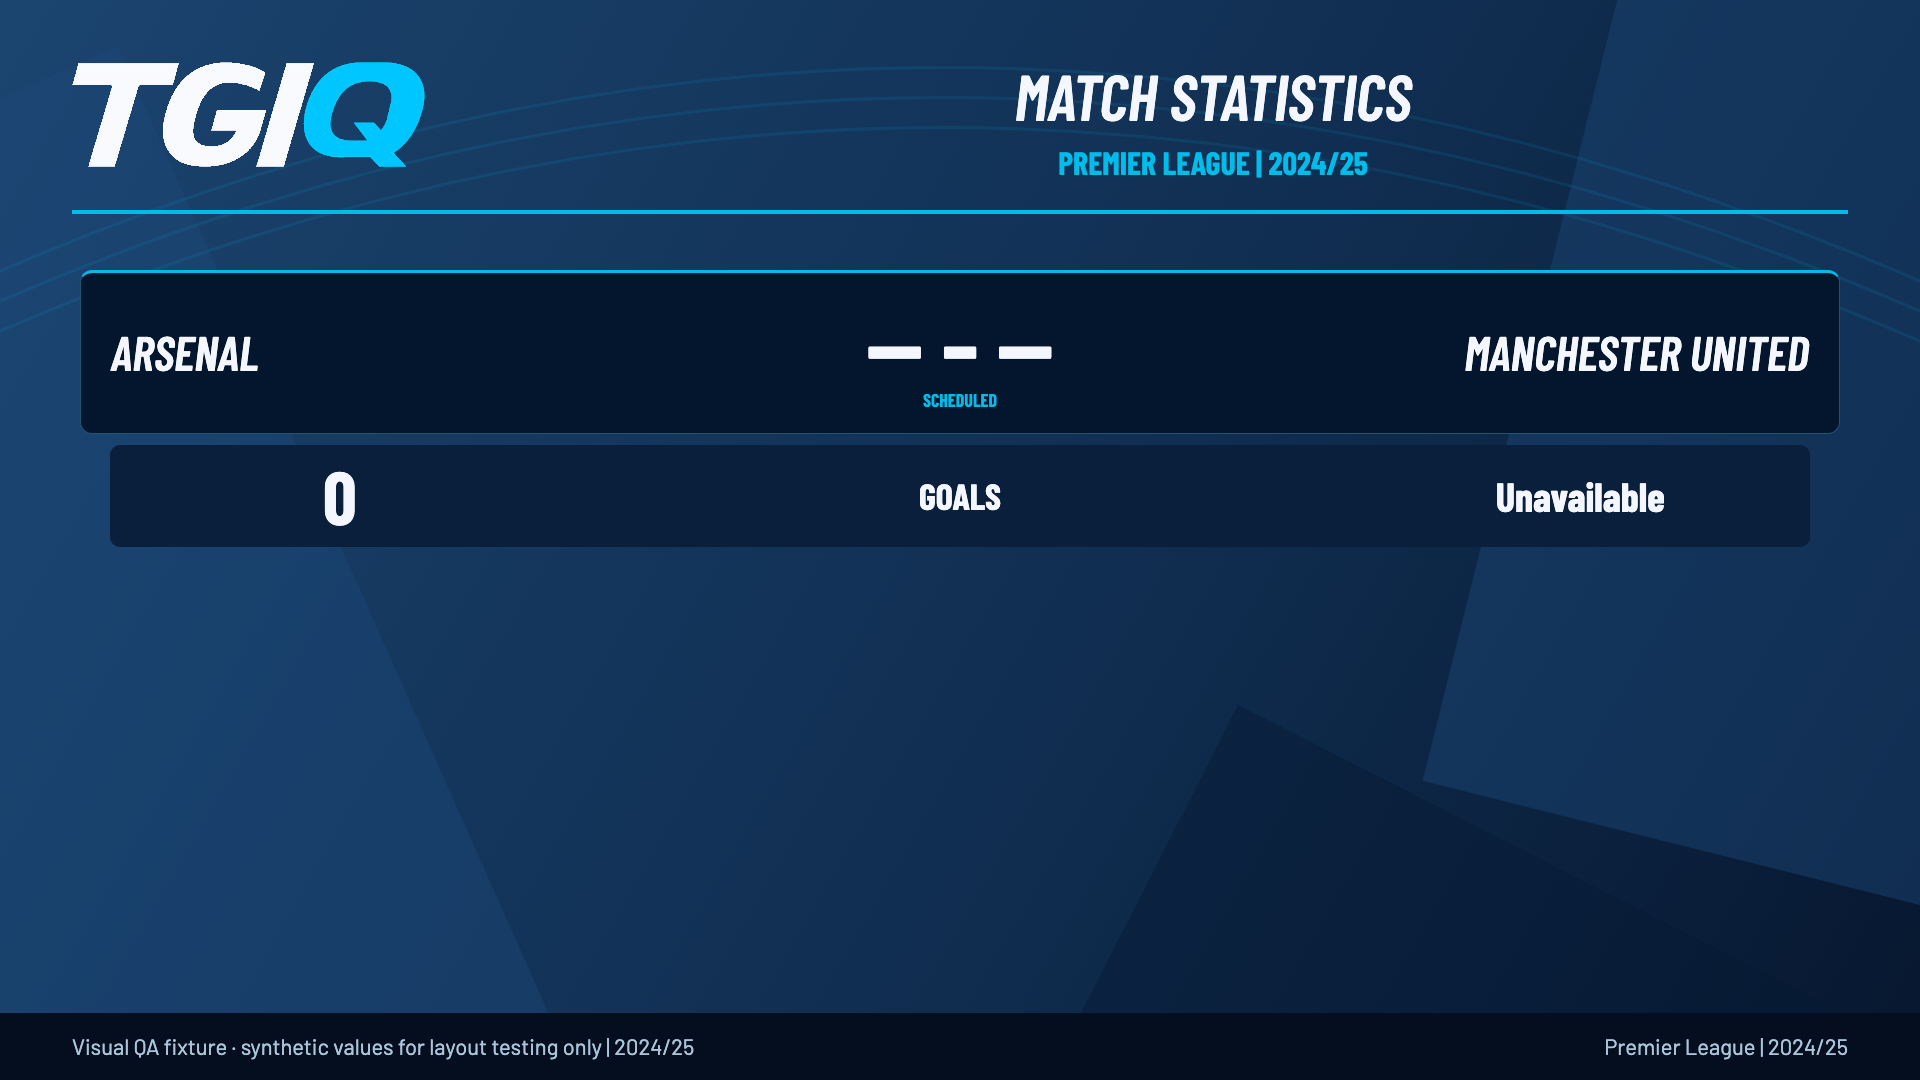 TGIQ
MATCH STATISTICS
PREMIER LEAGUE | 2024/25
ARSENAL
— - —
MANCHESTER UNITED
SCHEDULED
0
GOALS
Unavailable
Visual QA fixture · synthetic values for layout testing only | 2024/25
Premier League | 2024/25